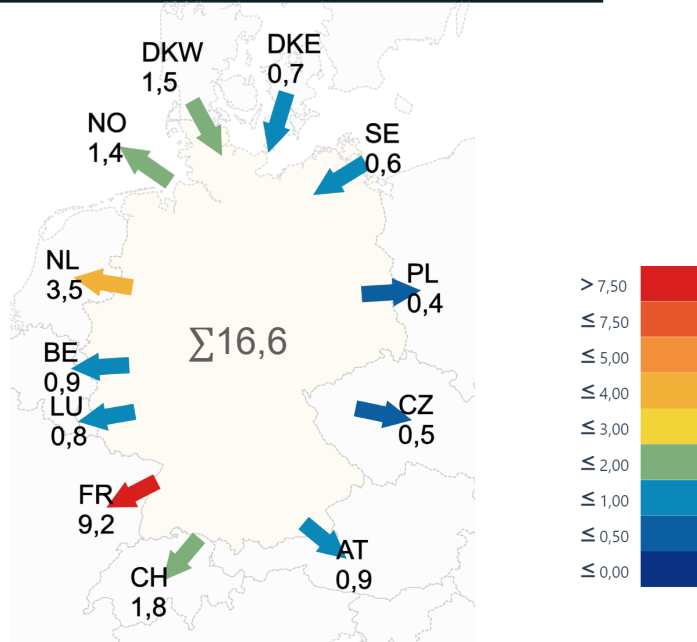 DKW
1,5
DKE
0,7
NO
1,4
SE
0,6
NL
3,5
PL
0,4
∑16,6
BE
0,9
LU
0,8
CZ
0,5
FR
9,2
AT
0,9
CH
1,8
> 7,50
≤ 7,50
≤ 5,00
≤ 4,00
≤ 3,00
≤ 2,00
≤ 1,00
≤ 0,50
≤ 0,00